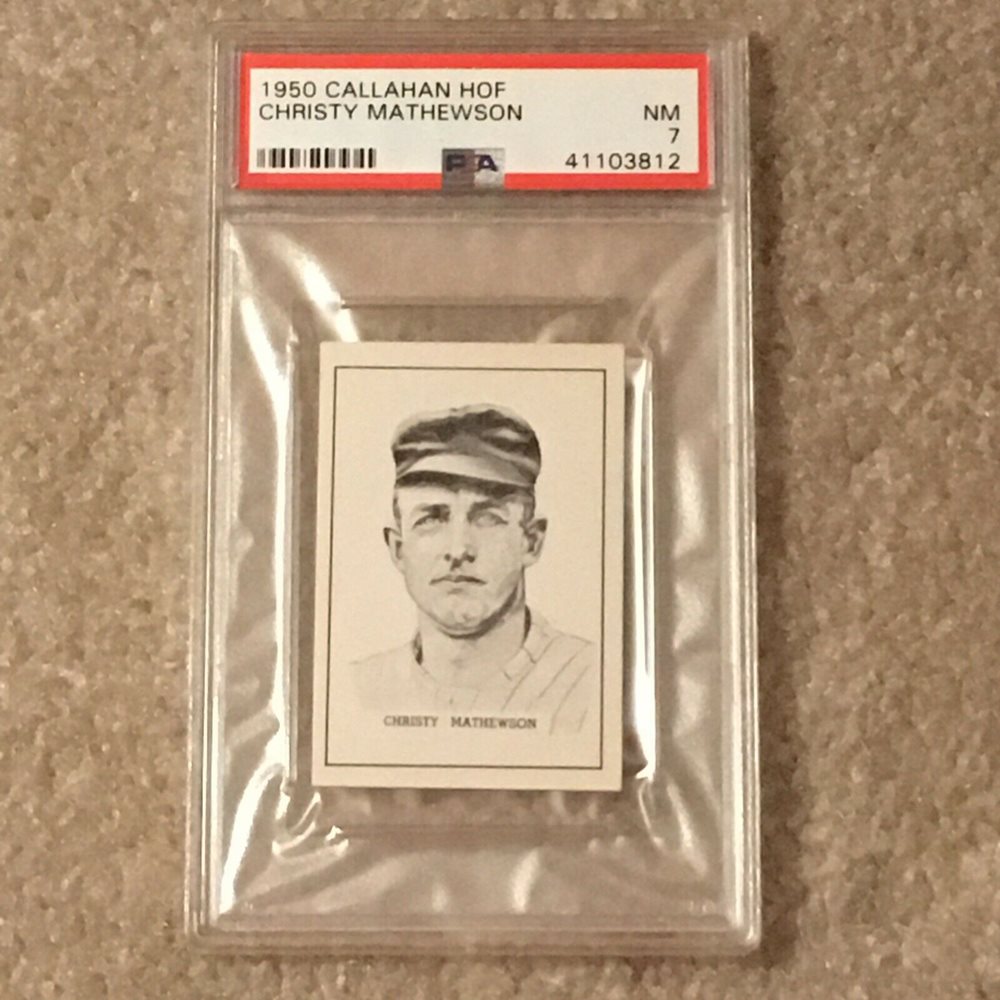 1950 CALLAHAN HOF
CHRISTY MATHEWSON
NM
7
PSA
41103812
CHRISTY MATHEWSON